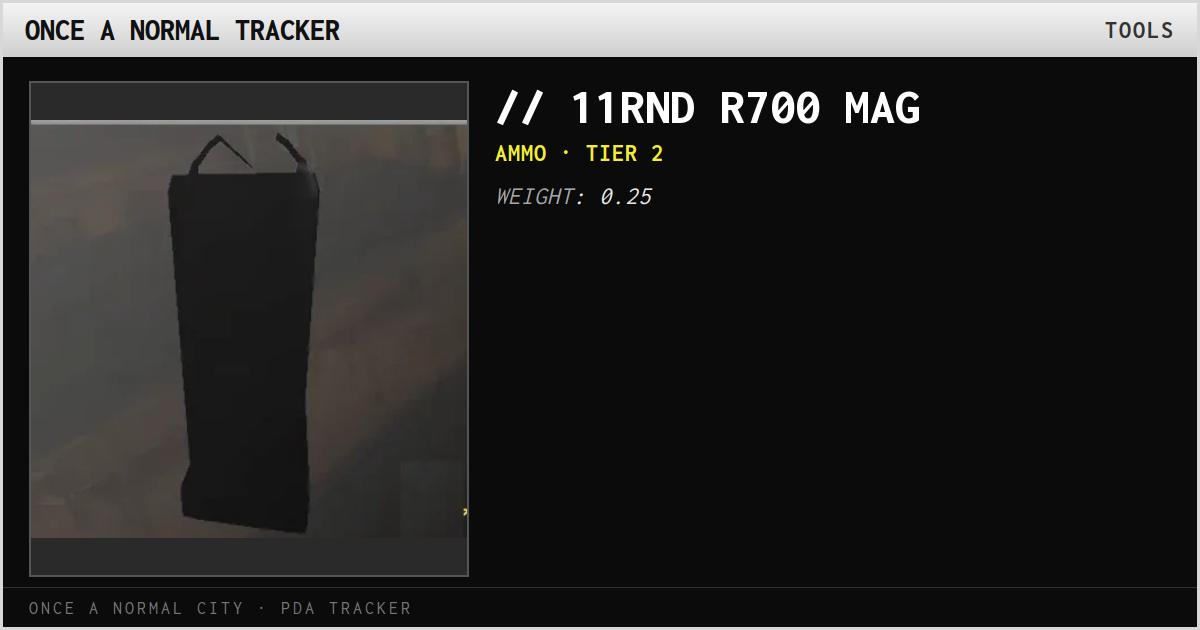 ONCE A NORMAL TRACKER
TOOLS
// 11RND R700 MAG
AMMO · TIER 2
WEIGHT: 0.25
ONCE A NORMAL CITY · PDA TRACKER